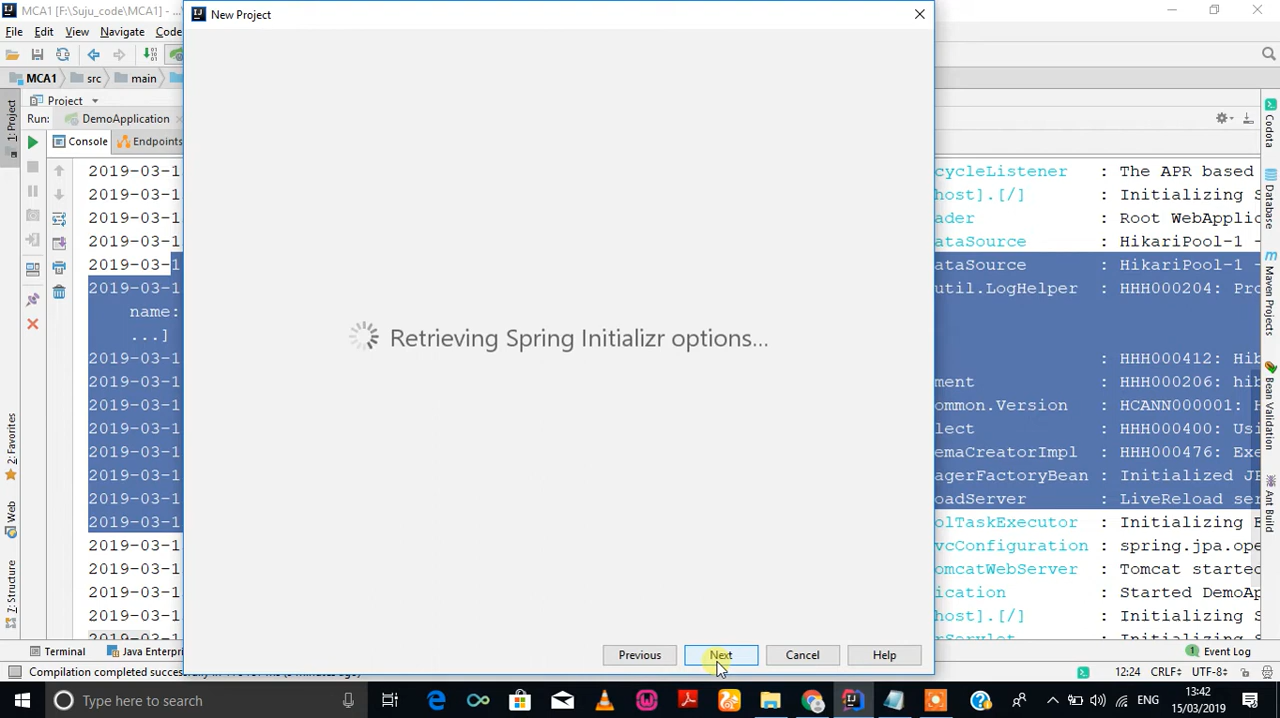 MCA1 [F:\Suju_code\MCA1] - ...
New Project
File Edit View Navigate Code
MCA1 src main
Project
Run: DemoApplication
Console Endpoints
1: Project
2: Favorites
Web
7: Structure
Codota
Database
Maven Projects
Bean Validation
Ant Build
2019-03-1 cycleListener : The APR based
2019-03-1 host].[/] : Initializing S
2019-03-1 ader : Root WebApplic
2019-03-1 ataSource : HikariPool-1 -
2019-03-1 ataSource : HikariPool-1 -
2019-03-1 util.LogHelper : HHH000204: Pro
name:
...]
2019-03-1 : HHH000412: Hib
2019-03-1 ment : HHH000206: hib
2019-03-1 ommon.Version : HCANN000001: H
2019-03-1 lect : HHH000400: Usi
2019-03-1 emaCreatorImpl : HHH000476: Exe
2019-03-1 agerFactoryBean : Initialized JP
2019-03-1 oadServer : LiveReload ser
2019-03-1 olTaskExecutor : Initializing E
2019-03-1 vcConfiguration : spring.jpa.ope
2019-03-1 omcatWebServer : Tomcat starte
2019-03-1 ication : Started DemoAp
2019-03-1 host].[/] : Initializing S
2019-03-1
Retrieving Spring Initializr options...
Previous Next Cancel Help
Terminal Java Enterpri Event Log
Compilation completed successfully in
12:24 CRLF÷ UTF-8÷
Type here to search
ENG 13:42
15/03/2019